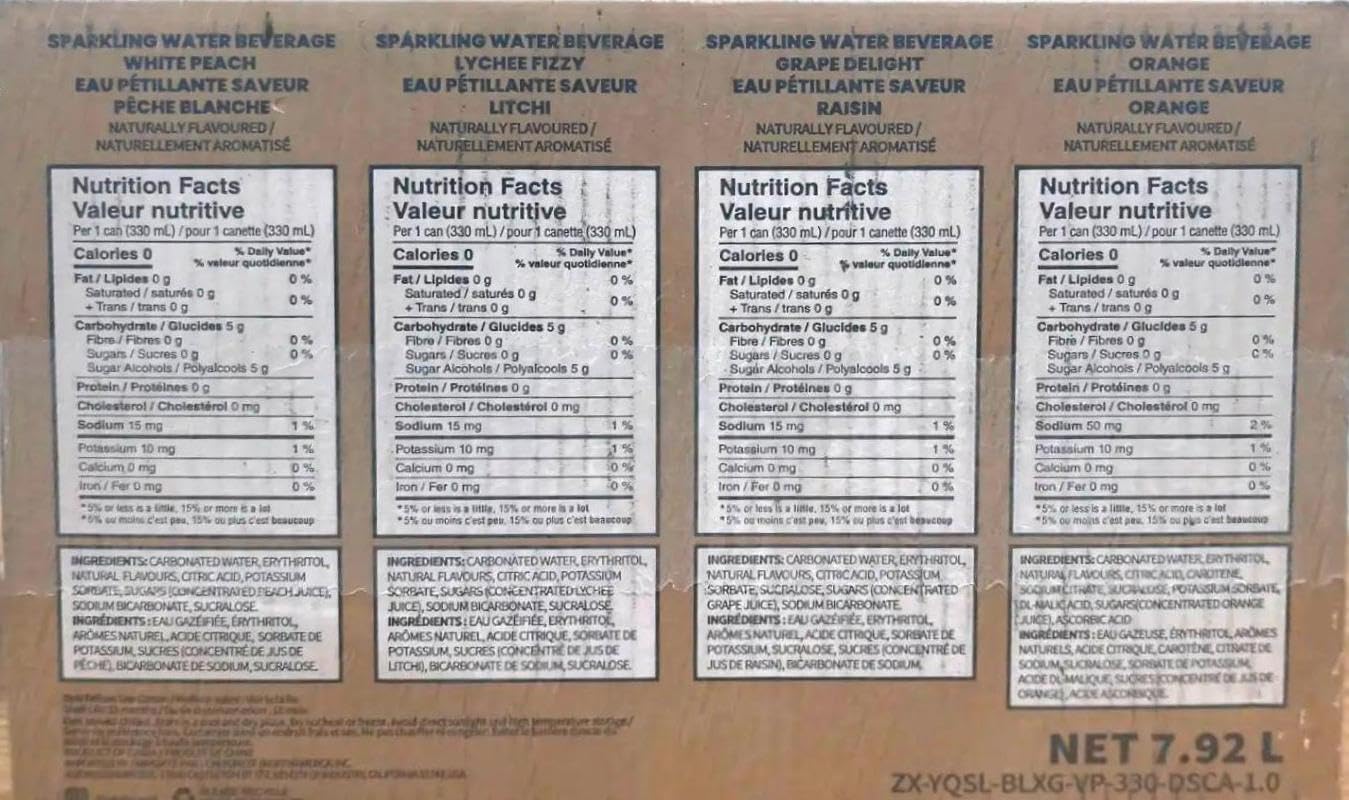 SPARKLING WATER BEVERAGE
WHITE PEACH
EAU PÉTILLANTE SAVEUR
PÊCHE BLANCHE
NATURALLY FLAVOURED /
NATURELLEMENT AROMATISÉ
Nutrition Facts
Valeur nutritive
Per 1 can (330 mL) / pour 1 canette (330 mL)
Calories 0
% Daily Value*
% valeur quotidienne*
Fat / Lipides 0 g 0 %
Saturated / saturés 0 g
+ Trans / trans 0 g 0 %
Carbohydrate / Glucides 5 g
Fibre / Fibres 0 g 0 %
Sugars / Sucres 0 g 0 %
Sugar Alcohols / Polyalcools 5 g
Protein / Protéines 0 g
Cholesterol / Cholestérol 0 mg
Sodium 15 mg 1 %
Potassium 10 mg 1 %
Calcium 0 mg 0 %
Iron / Fer 0 mg 0 %
*5% or less is a little, 15% or more is a lot
*5% ou moins c'est peu, 15% ou plus c'est beaucoup
INGREDIENTS: CARBONATED WATER, ERYTHRITOL,
NATURAL FLAVOURS, CITRIC ACID, POTASSIUM
SORBATE, SUGARS (CONCENTRATED PEACH JUICE),
SODIUM BICARBONATE, SUCRALOSE.
INGRÉDIENTS : EAU GAZÉIFIÉE, ÉRYTHRITOL,
ARÔMES NATUREL, ACIDE CITRIQUE, SORBATE DE
POTASSIUM, SUCRES (CONCENTRÉ DE JUS DE
PÊCHE), BICARBONATE DE SODIUM, SUCRALOSE.
SPARKLING WATER BEVERAGE
LYCHEE FIZZY
EAU PÉTILLANTE SAVEUR
LITCHI
NATURALLY FLAVOURED /
NATURELLEMENT AROMATISÉ
Nutrition Facts
Valeur nutritive
Per 1 can (330 mL) / pour 1 canette (330 mL)
Calories 0
% Daily Value*
% valeur quotidienne*
Fat / Lipides 0 g 0 %
Saturated / saturés 0 g
+ Trans / trans 0 g 0 %
Carbohydrate / Glucides 5 g
Fibre / Fibres 0 g 0 %
Sugars / Sucres 0 g 0 %
Sugar Alcohols / Polyalcools 5 g
Protein / Protéines 0 g
Cholesterol / Cholestérol 0 mg
Sodium 15 mg 1 %
Potassium 10 mg 1 %
Calcium 0 mg 0 %
Iron / Fer 0 mg 0 %
*5% or less is a little, 15% or more is a lot
*5% ou moins c'est peu, 15% ou plus c'est beaucoup
INGREDIENTS: CARBONATED WATER, ERYTHRITOL,
NATURAL FLAVOURS, CITRIC ACID, POTASSIUM
SORBATE, SUGARS (CONCENTRATED LYCHEE
JUICE), SODIUM BICARBONATE, SUCRALOSE.
INGRÉDIENTS : EAU GAZÉIFIÉE, ERYTHRITOL,
ARÔMES NATUREL, ACIDE CITRIQUE, SORBATE DE
POTASSIUM, SUCRES (CONCENTRÉ DE JUS DE
LITCHI), BICARBONATE DE SODIUM, SUCRALOSE.
SPARKLING WATER BEVERAGE
GRAPE DELIGHT
EAU PÉTILLANTE SAVEUR
RAISIN
NATURALLY FLAVOURED /
NATURELLEMENT AROMATISÉ
Nutrition Facts
Valeur nutritive
Per 1 can (330 mL) / pour 1 canette (330 mL)
Calories 0
% Daily Value*
% valeur quotidienne*
Fat / Lipides 0 g 0 %
Saturated / saturés 0 g
+ Trans / trans 0 g 0 %
Carbohydrate / Glucides 5 g
Fibre / Fibres 0 g 0 %
Sugars / Sucres 0 g 0 %
Sugar Alcohols / Polyalcools 5 g
Protein / Protéines 0 g
Cholesterol / Cholestérol 0 mg
Sodium 15 mg 1 %
Potassium 10 mg 1 %
Calcium 0 mg 0 %
Iron / Fer 0 mg 0 %
*5% or less is a little, 15% or more is a lot
*5% ou moins c'est peu, 15% ou plus c'est beaucoup
INGREDIENTS: CARBONATED WATER, ERYTHRITOL,
NATURAL FLAVOURS, CITRIC ACID, POTASSIUM
SORBATE, SUCRALOSE, SUGARS (CONCENTRATED
GRAPE JUICE), SODIUM BICARBONATE.
INGRÉDIENTS : EAU GAZÉIFIÉE, ERYTHRITOL,
ARÔMES NATUREL, ACIDE CITRIQUE, SORBATE DE
POTASSIUM, SUCRALOSE, SUCRES (CONCENTRÉ DE
JUS DE RAISIN), BICARBONATE DE SODIUM.
SPARKLING WATER BEVERAGE
ORANGE
EAU PÉTILLANTE SAVEUR
ORANGE
NATURALLY FLAVOURED /
NATURELLEMENT AROMATISÉ
Nutrition Facts
Valeur nutritive
Per 1 can (330 mL) / pour 1 canette (330 mL)
Calories 0
% Daily Value*
% valeur quotidienne*
Fat / Lipides 0 g 0 %
Saturated / saturés 0 g
+ Trans / trans 0 g 0 %
Carbohydrate / Glucides 5 g
Fibre / Fibres 0 g 0 %
Sugars / Sucres 0 g 0 %
Sugar Alcohols / Polyalcools 5 g
Protein / Protéines 0 g
Cholesterol / Cholestérol 0 mg
Sodium 50 mg 2 %
Potassium 10 mg 1 %
Calcium 0 mg 0 %
Iron / Fer 0 mg 0 %
*5% or less is a little, 15% or more is a lot
*5% ou moins c'est peu, 15% ou plus c'est beaucoup
INGREDIENTS: CARBONATED WATER, ERYTHRITOL,
NATURAL FLAVOURS, CITRIC ACID, CAROTENE,
SODIUM CITRATE, SUCRALOSE, POTASSIUM SORBATE,
DL-MALIC ACID, SUGARS(CONCENTRATED ORANGE
JUICE), ASCORBIC ACID
INGRÉDIENTS : EAU GAZEUSE, ÉRYTHRITOL, ARÔMES
NATURELS, ACIDE CITRIQUE, CAROTÈNE, CITRATE DE
SODIUM, SUCRALOSE, SORBATE DE POTASSIUM,
ACIDE DL-MALIQUE, SUCRES (CONCENTRÉ DE JUS DE
ORANGE), ACIDE ASCORBIQUE.
NET 7.92 L
ZX-YQSL-BLXG-VP-330-DSCA-1.0